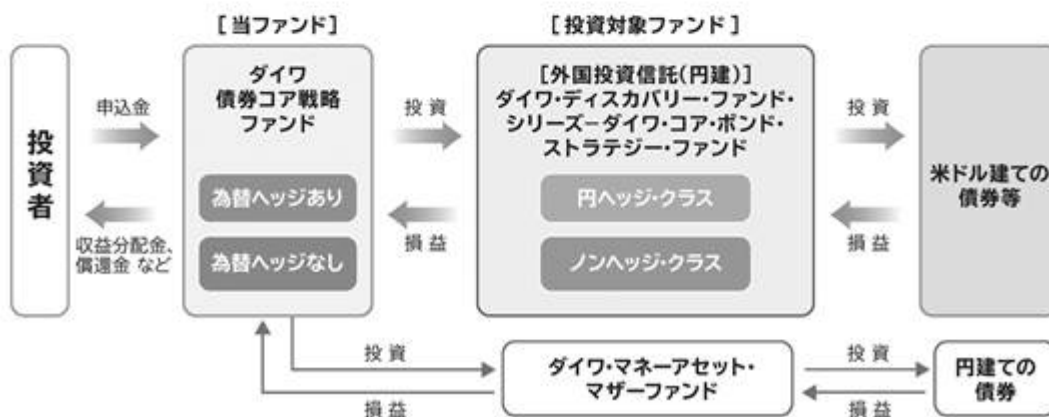 [当ファンド]
[投資対象ファンド]
投資者
申込金
収益分配金、
償還金 など
ダイワ
債券コア戦略
ファンド
為替ヘッジあり
為替ヘッジなし
投資
損益
[外国投資信託(円建)]
ダイワ・ディスカバリー・ファンド・
シリーズ－ダイワ・コア・ボンド・
ストラテジー・ファンド
円ヘッジ・クラス
ノンヘッジ・クラス
投資
損益
米ドル建ての
債券等
投資
損益
ダイワ・マネーアセット・
マザーファンド
投資
損益
円建ての
債券